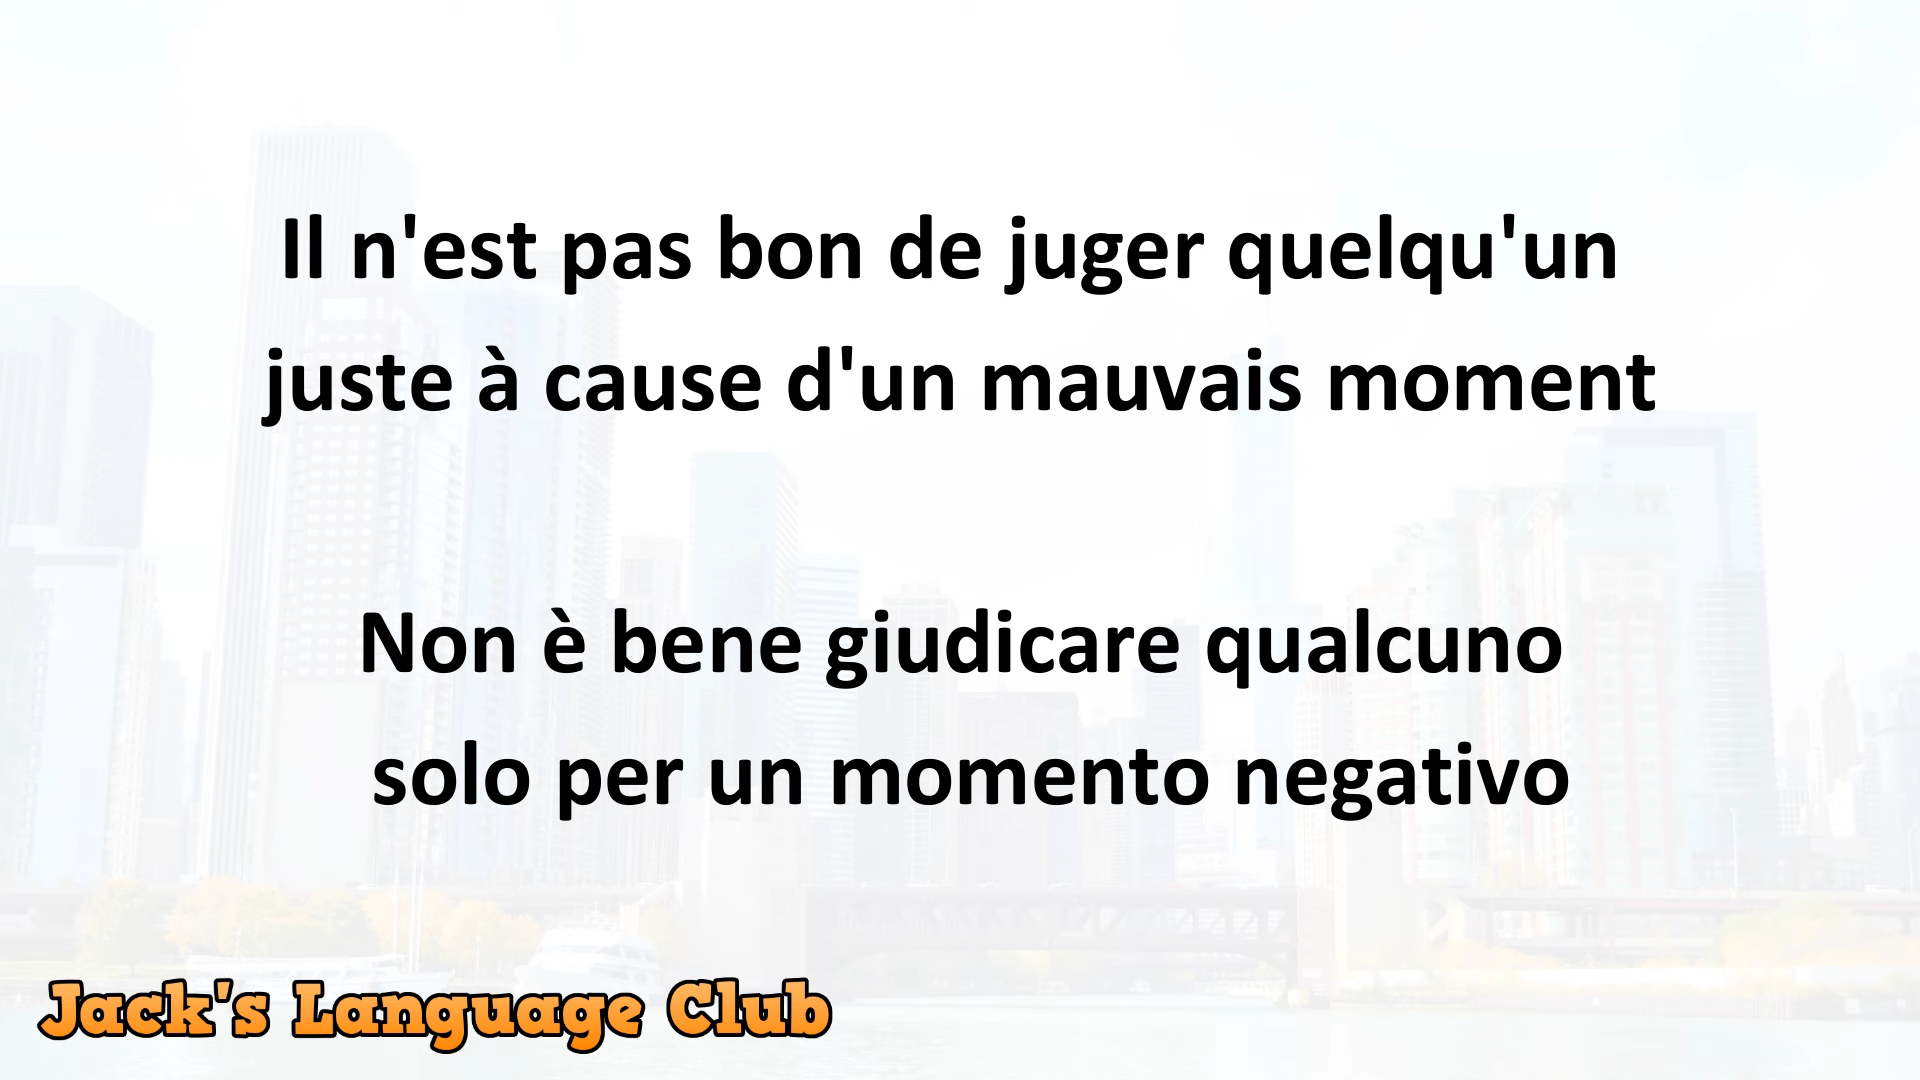 Il n'est pas bon de juger quelqu'un
juste à cause d'un mauvais moment
Non è bene giudicare qualcuno
solo per un momento negativo
Jack's Language Club